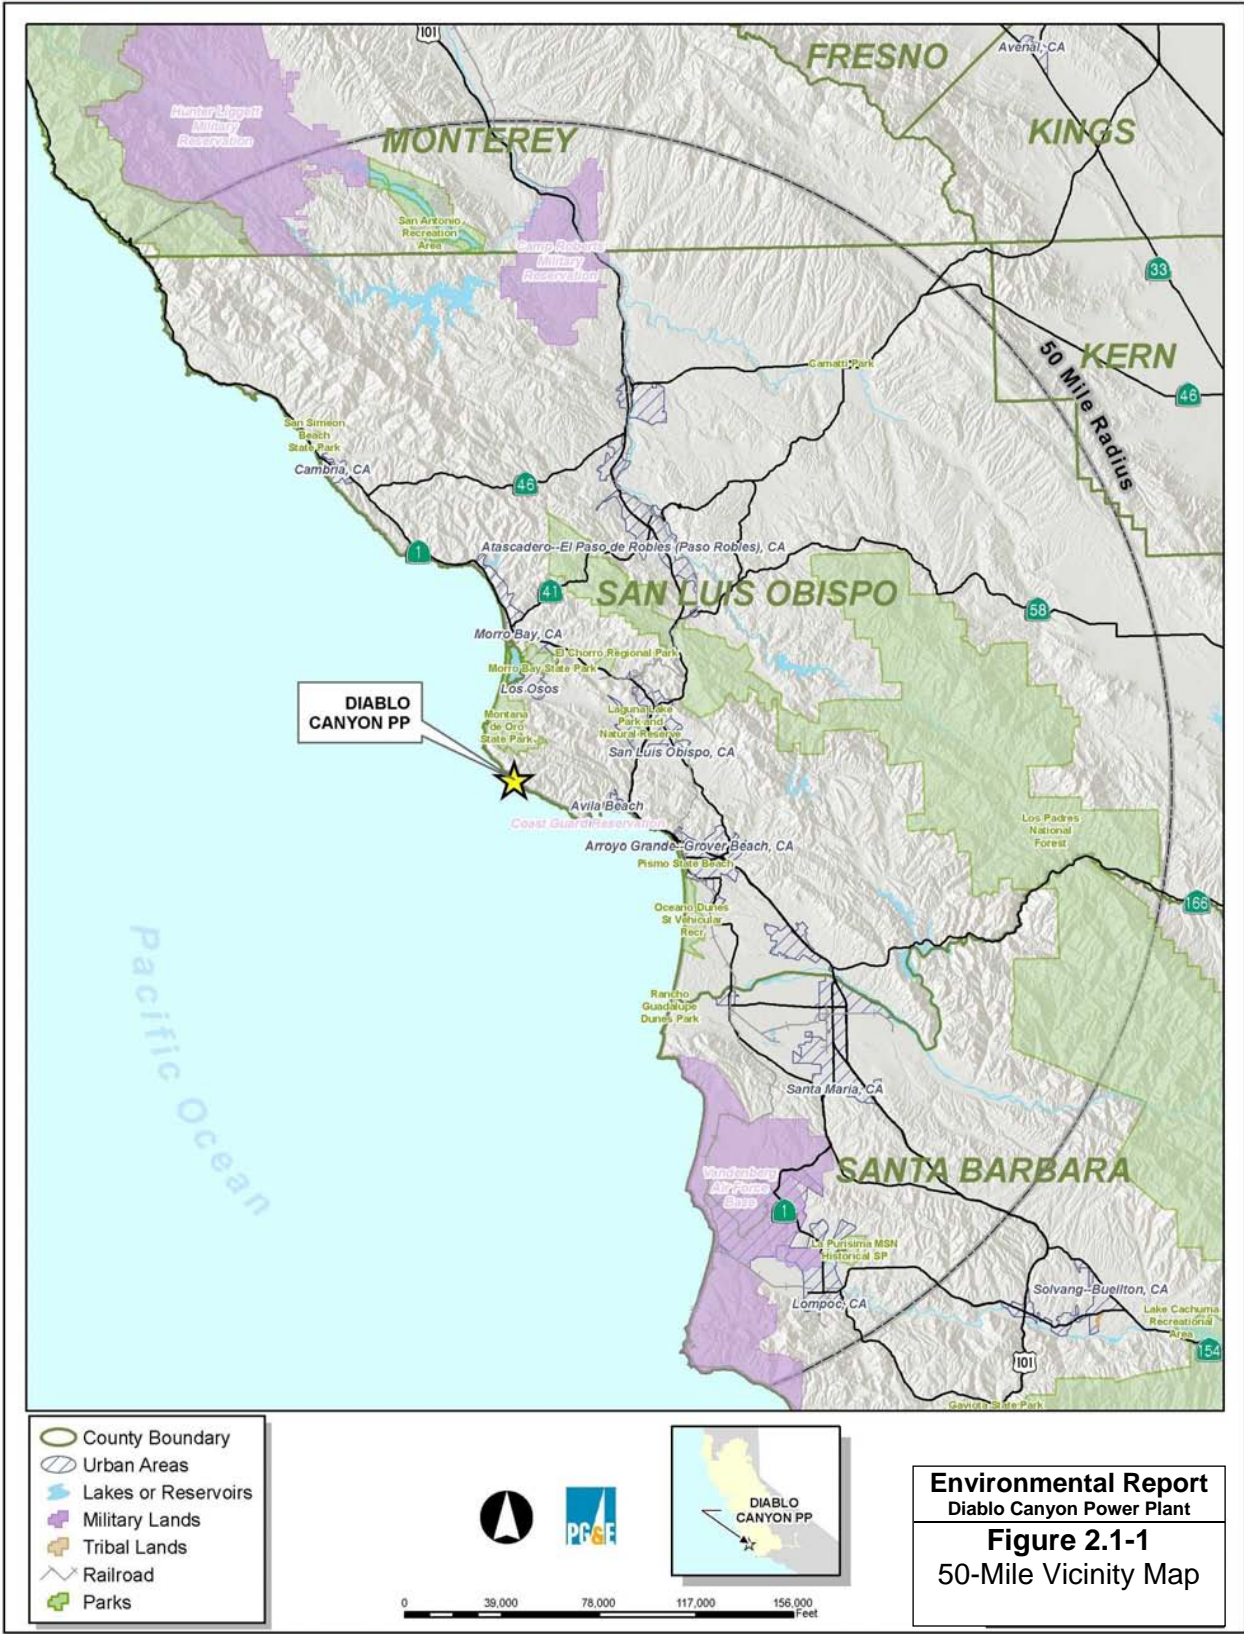 101
FRESNO
Avenal, CA
Hunter Liggett
Military
Reservation
MONTEREY
KINGS
San Antonio
Recreation
Area
Camp Roberts
Military
Reservation
33
50 Mile Radius
KERN
Camatti Park
46
San Simeon
Beach
State Park
Cambria, CA
46
1
Atascadero--El Paso de Robles (Paso Robles), CA
41
SAN LUIS OBISPO
58
Morro Bay, CA
El Chorro Regional Park
Morro Bay State Park
Los Osos
DIABLO
CANYON PP
Montana
de Oro
State Park
Laguna Lake
Park and
Natural Reserve
San Luis Obispo, CA
Avila Beach
Coast Guard Reservation
Los Padres
National
Forest
Arroyo Grande--Grover Beach, CA
Pismo State Beach
166
Oceano Dunes
St Vehicular
Recr
Pacific Ocean
Rancho
Guadalupe
Dunes Park
Santa Maria, CA
Vandenberg
Air Force
Base
SANTA BARBARA
1
La Purisima MSN
Historical SP
Solvang--Buellton, CA
Lompoc, CA
Lake Cachuma
Recreational
Area
154
101
Gaviota State Park
County Boundary
Urban Areas
Lakes or Reservoirs
Military Lands
Tribal Lands
Railroad
Parks
PG&E
DIABLO
CANYON PP
0 39,000 78,000 117,000 156,000
Feet
Environmental Report
Diablo Canyon Power Plant
Figure 2.1-1
50-Mile Vicinity Map